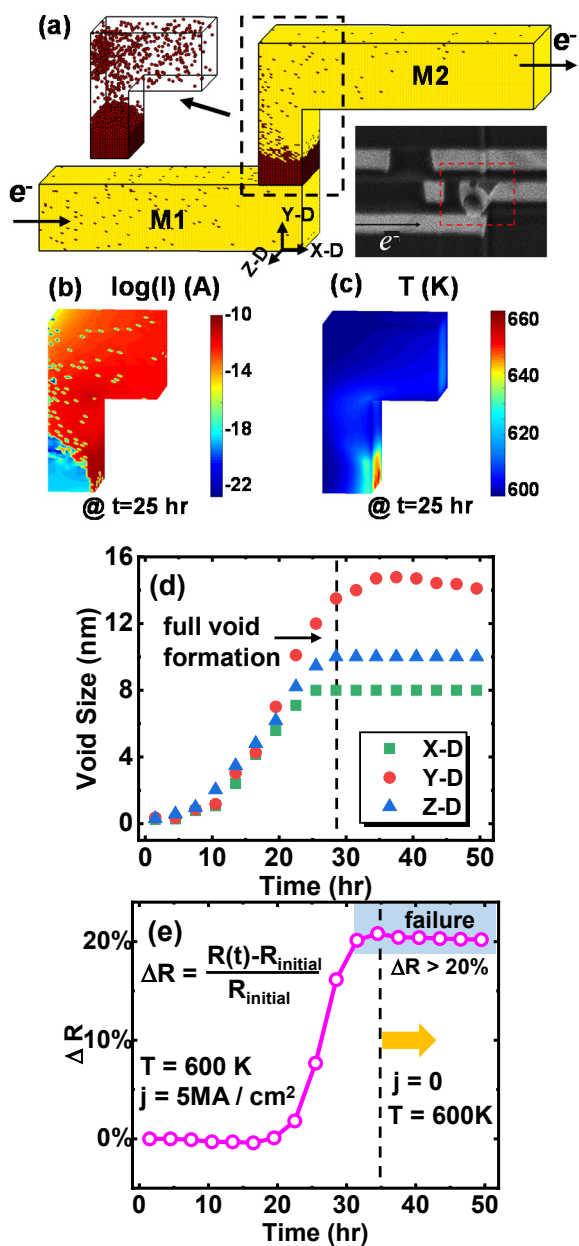 (a)
M2
e-
e-
M1
Y-D
X-D
Z-D
e-
(b) log(I) (A)
-10
-14
-18
-22
@ t=25 hr
(c) T (K)
660
640
620
600
@ t=25 hr
(d)
16
12
8
4
0
Void Size (nm)
full void
formation
X-D
Y-D
Z-D
0 10 20 30 40 50
Time (hr)
(e)
20%
10%
0%
ΔR
ΔR = R(t)-Rinitial
Rinitial
failure
ΔR > 20%
T = 600 K
j = 5MA / cm²
j = 0
T = 600K
0 10 20 30 40 50
Time (hr)